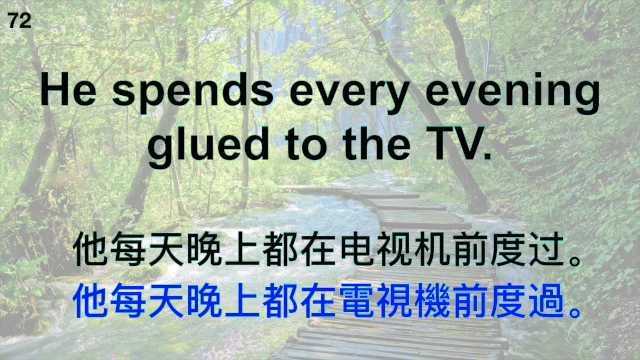 72
He spends every evening
glued to the TV.
他每天晚上都在电视机前度过。
他每天晚上都在電視機前度過。